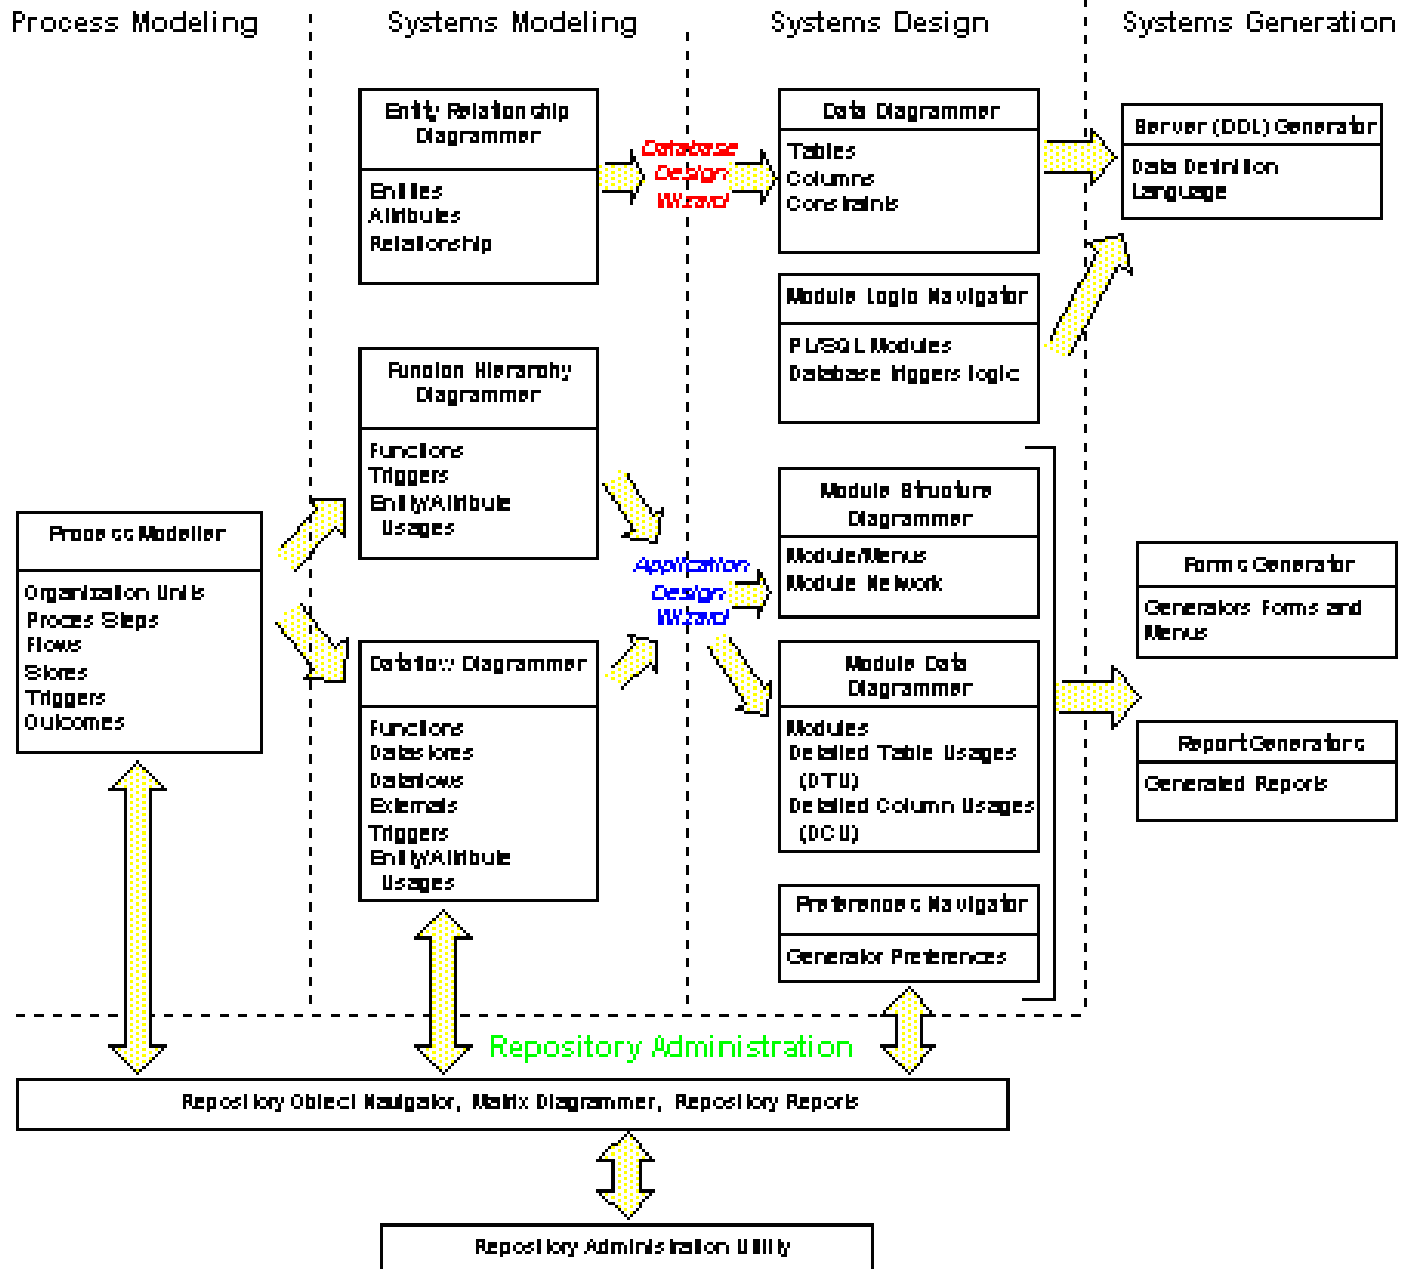 Process Modeling
Systems Modeling
Systems Design
Systems Generation
Entity Relationship
Diagrammer
Entities
Attributes
Relationship
Database
Design
Wizard
Data Diagrammer
Tables
Columns
Constraints
Server (DDL) Generator
Data Definition
Language
Module Logic Navigator
PL/SQL Modules
Database triggers logic
Function Hierarchy
Diagrammer
Functions
Triggers
Entity/Attribute
Usages
Process Modeller
Organization Units
Proces Steps
Flows
Stores
Triggers
Outcomes
Application
Design
Wizard
Module Structure
Diagrammer
Module/Menus
Module Network
Forms Generator
Generators Forms and
Menus
Dataflow Diagrammer
Functions
Datastores
Dataflows
Externals
Triggers
Entity/Attribute
Usages
Module Data
Diagrammer
Modules
Detailed Table Usages
(DTU)
Detailed Column Usages
(DCU)
Report Generators
Generated Reports
Preferences Navigator
Generator Preferences
Repository Administration
Repository Object Navigator, Matrix Diagrammer, Repository Reports
Repository Administration Utility